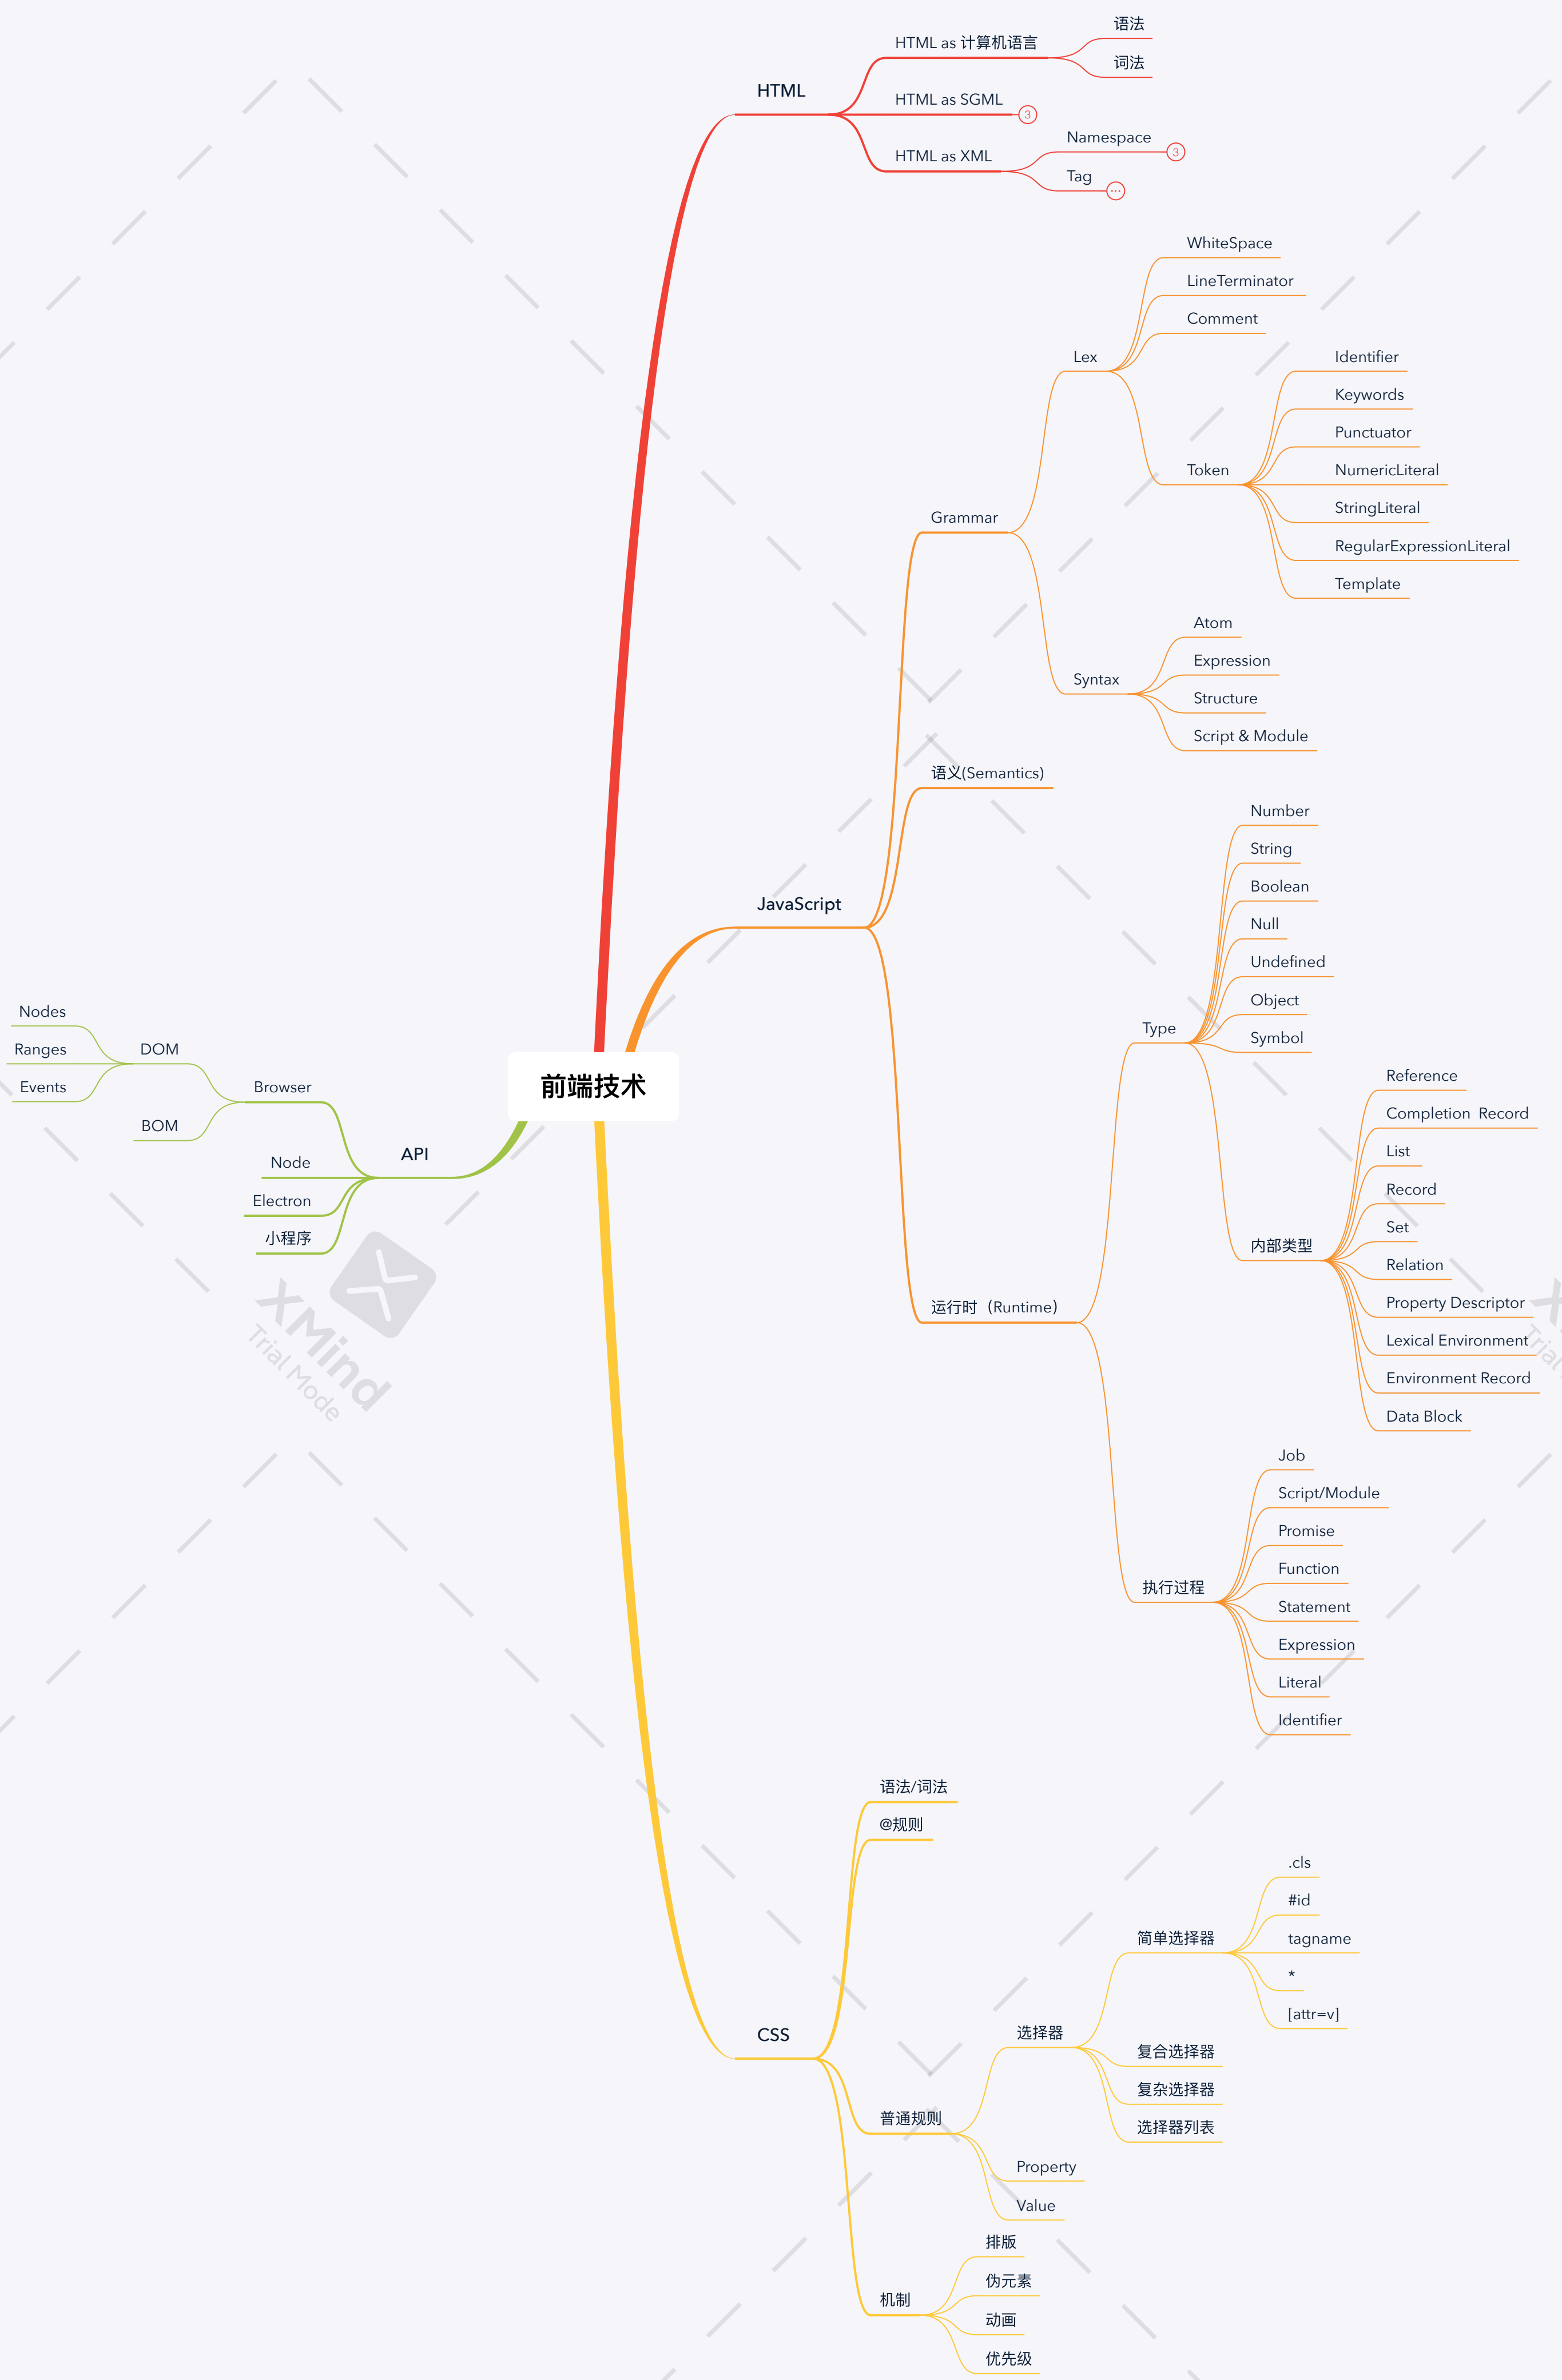 前端技术
HTML
HTML as 计算机语言
语法
词法
HTML as SGML
3
HTML as XML
Namespace
3
Tag
...
JavaScript
Grammar
Lex
WhiteSpace
LineTerminator
Comment
Token
Identifier
Keywords
Punctuator
NumericLiteral
StringLiteral
RegularExpressionLiteral
Template
Syntax
Atom
Expression
Structure
Script & Module
语义(Semantics)
运行时（Runtime）
Type
Number
String
Boolean
Null
Undefined
Object
Symbol
内部类型
Reference
Completion  Record
List
Record
Set
Relation
Property Descriptor
Lexical Environment
Environment Record
Data Block
执行过程
Job
Script/Module
Promise
Function
Statement
Expression
Literal
Identifier
CSS
语法/词法
@规则
普通规则
选择器
简单选择器
.cls
#id
tagname
*
[attr=v]
复合选择器
复杂选择器
选择器列表
Property
Value
机制
排版
伪元素
动画
优先级
API
Browser
DOM
Nodes
Ranges
Events
BOM
Node
Electron
小程序
XMind
Trial Mode